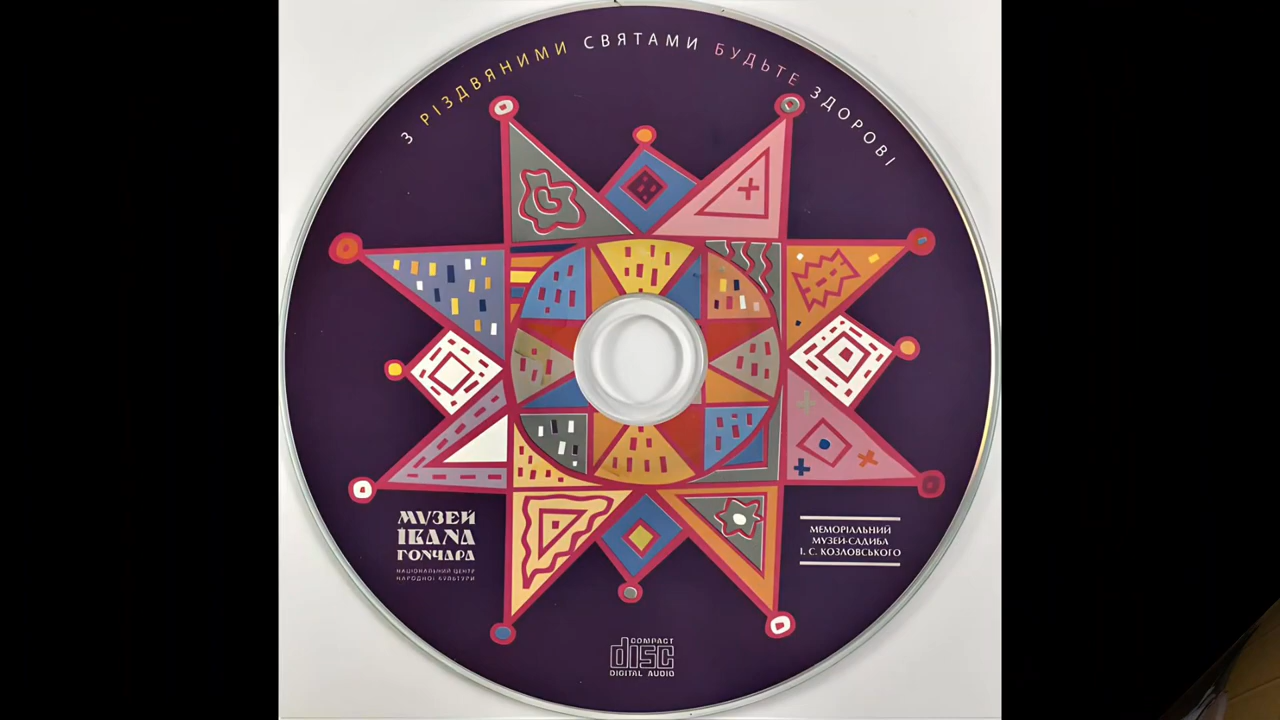 З РІЗДВЯНИМИ СВЯТАМИ БУДЬТЕ ЗДОРОВІ
МУЗЕЙ
ІВАНА
ГОНЧАРА
НАЦІОНАЛЬНИЙ ЦЕНТР
НАРОДНОЇ КУЛЬТУРИ
МЕМОРІАЛЬНИЙ
МУЗЕЙ-САДИБА
І. С. КОЗЛОВСЬКОГО
COMPACT
disc
DIGITAL AUDIO